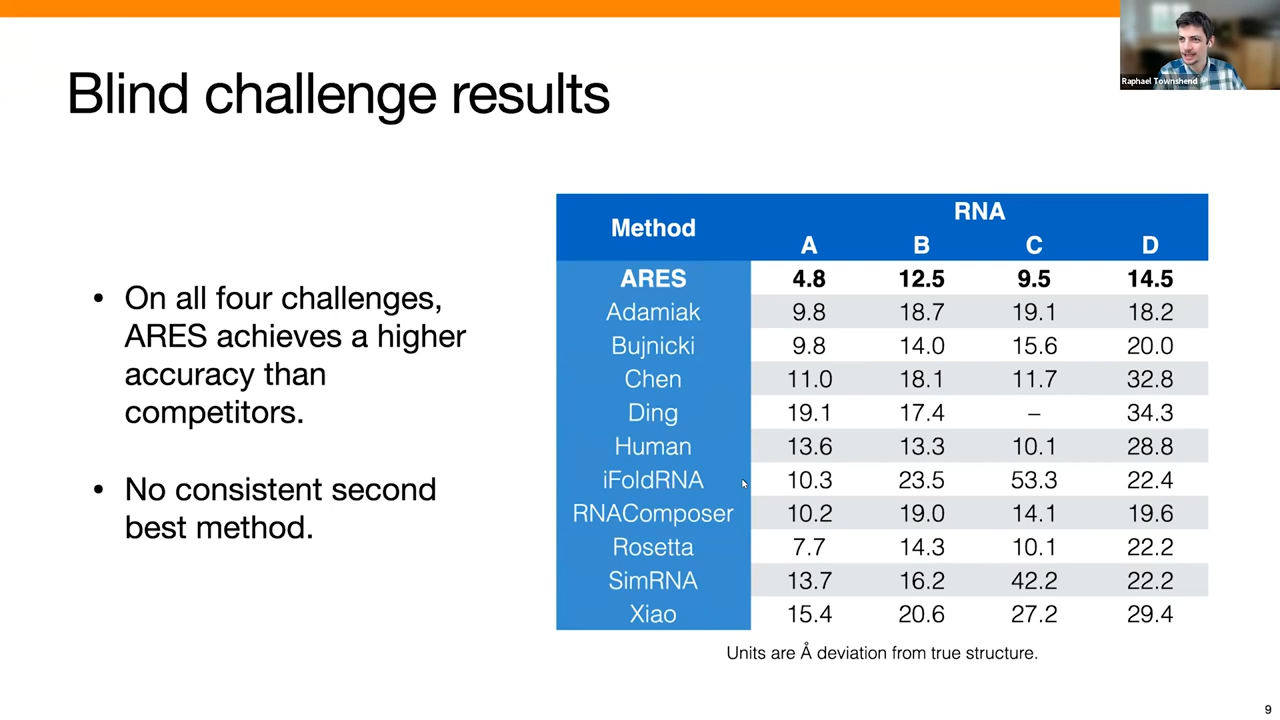 Raphael Townshend
Blind challenge results
• On all four challenges,
ARES achieves a higher
accuracy than
competitors.
• No consistent second
best method.
Method RNA
A B C D
ARES 4.8 12.5 9.5 14.5
Adamiak 9.8 18.7 19.1 18.2
Bujnicki 9.8 14.0 15.6 20.0
Chen 11.0 18.1 11.7 32.8
Ding 19.1 17.4 – 34.3
Human 13.6 13.3 10.1 28.8
iFoldRNA 10.3 23.5 53.3 22.4
RNAComposer 10.2 19.0 14.1 19.6
Rosetta 7.7 14.3 10.1 22.2
SimRNA 13.7 16.2 42.2 22.2
Xiao 15.4 20.6 27.2 29.4
Units are Å deviation from true structure.
9